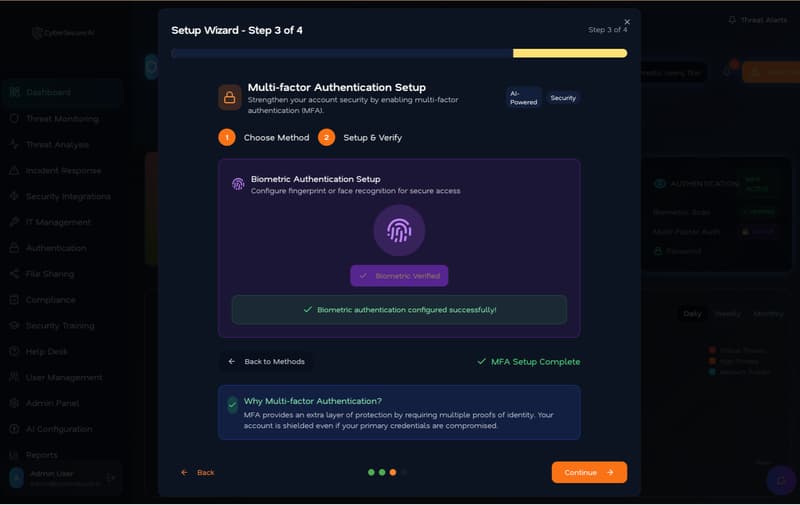 CyberSecure AI
Setup Wizard - Step 3 of 4
Step 3 of 4
Threat Alerts
Dashboard
Threat Monitoring
Threat Analysis
Incident Response
Security Integrations
IT Management
Authentication
File Sharing
Compliance
Security Training
Help Desk
User Management
Admin Panel
AI Configuration
Reports
Admin User
Multi-factor Authentication Setup
Strengthen your account security by enabling multi-factor
authentication (MFA).
AI-
Powered
Security
1 Choose Method 2 Setup & Verify
Biometric Authentication Setup
Configure fingerprint or face recognition for secure access
Biometric Verified
Biometric authentication configured successfully!
Back to Methods
MFA Setup Complete
Why Multi-factor Authentication?
MFA provides an extra layer of protection by requiring multiple proofs of identity. Your
account is shielded even if your primary credentials are compromised.
Back
Continue
AUTHENTICATION
Biometric Scan
Multi-Factor Auth
Password
Daily
Weekly
Monthly